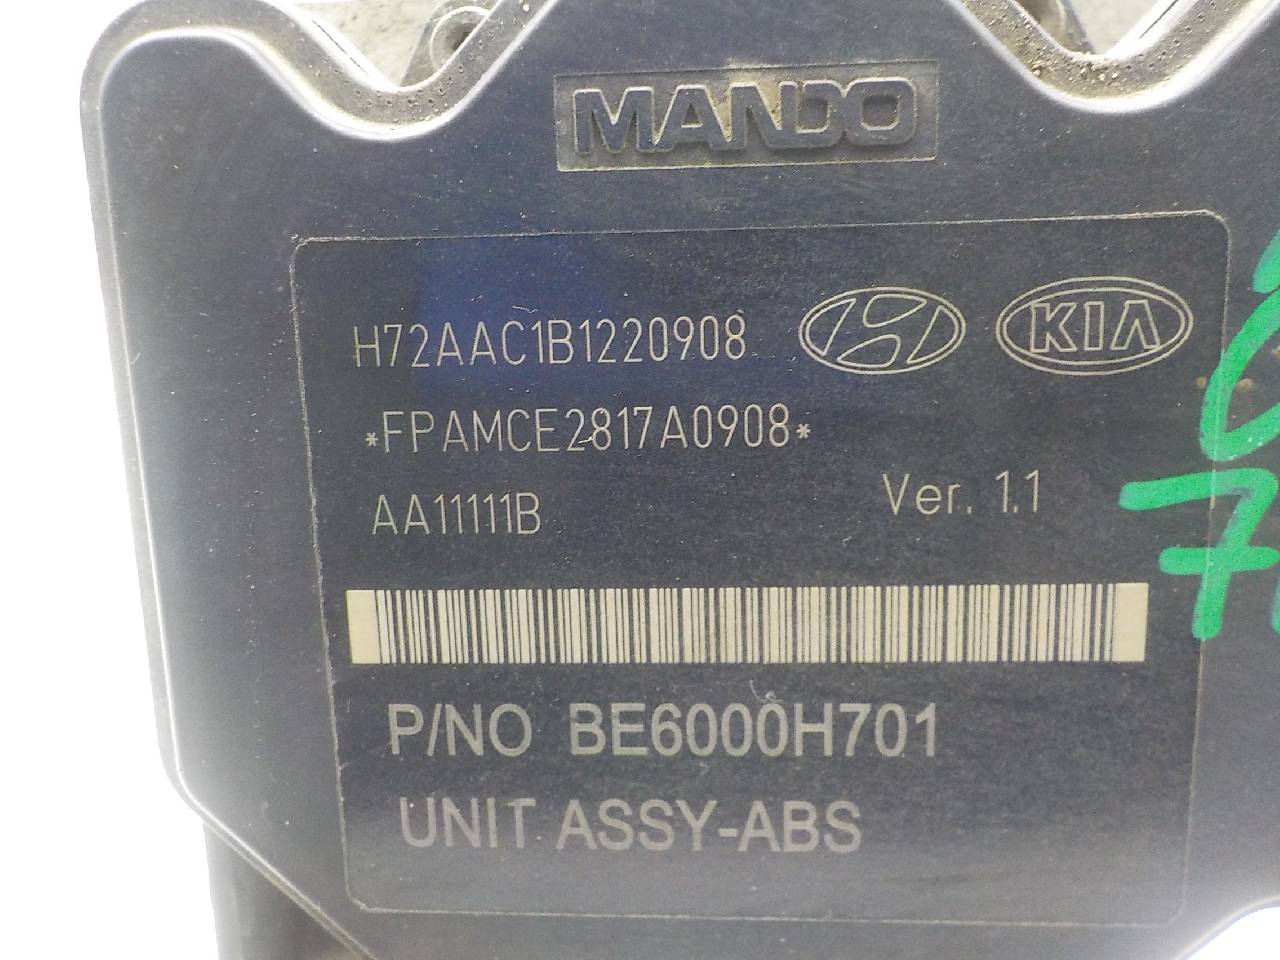 MANDO
H72AAC1B1220908
KIA
*FPAMCE2817A0908*
AA11111B
Ver. 1.1
P/NO BE6000H701
UNIT ASSY-ABS